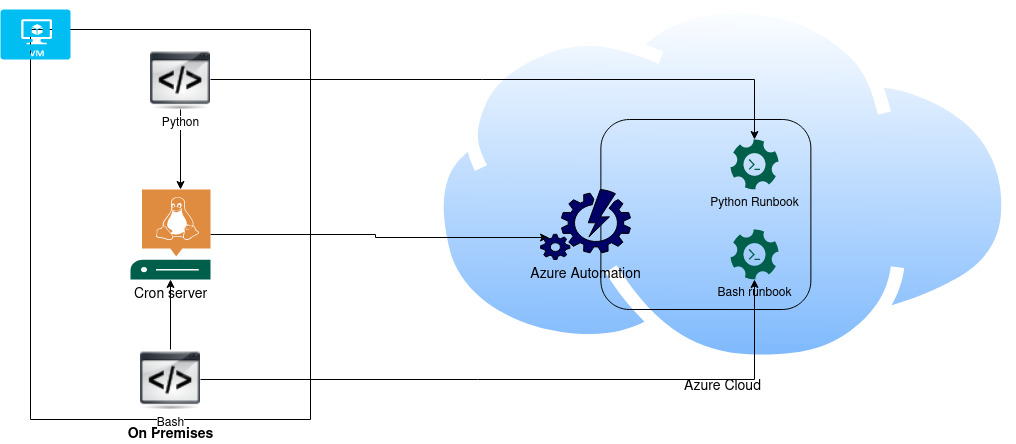 VM
</>
Python
Python Runbook
Cron server
Azure Automation
Bash runbook
</>
Bash
Azure Cloud
On Premises